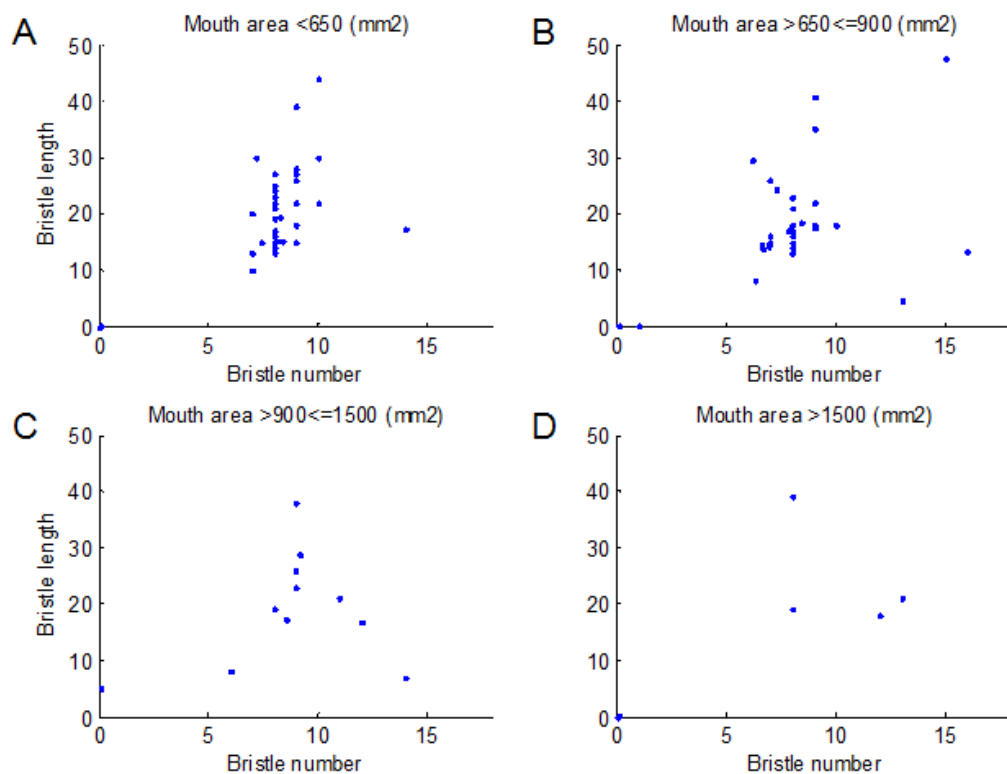 A
Mouth area <650 (mm2)
50
40
30
20
10
0
Bristle length
0 5 10 15
Bristle number
B
Mouth area >650<=900 (mm2)
50
40
30
20
10
0
0 5 10 15
Bristle number
C
Mouth area >900<=1500 (mm2)
50
40
30
20
10
0
Bristle length
0 5 10 15
Bristle number
D
Mouth area >1500 (mm2)
50
40
30
20
10
0
0 5 10 15
Bristle number